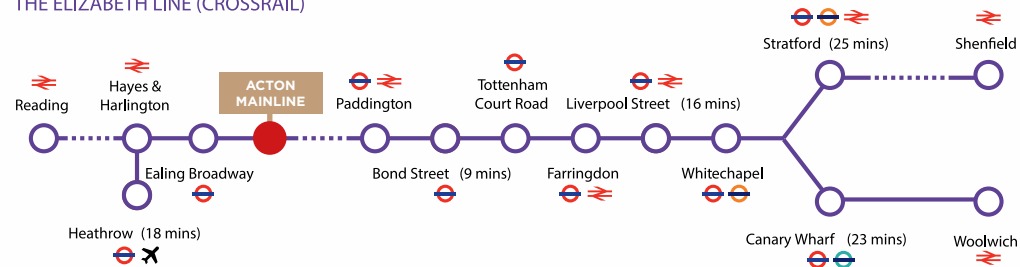 THE ELIZABETH LINE (CROSSRAIL)
Reading
Hayes &
Harlington
ACTON
MAINLINE
Paddington
Tottenham
Court Road
Liverpool Street (16 mins)
Stratford (25 mins)
Shenfield
Ealing Broadway
Bond Street (9 mins)
Farringdon
Whitechapel
Heathrow (18 mins)
Canary Wharf (23 mins)
Woolwich